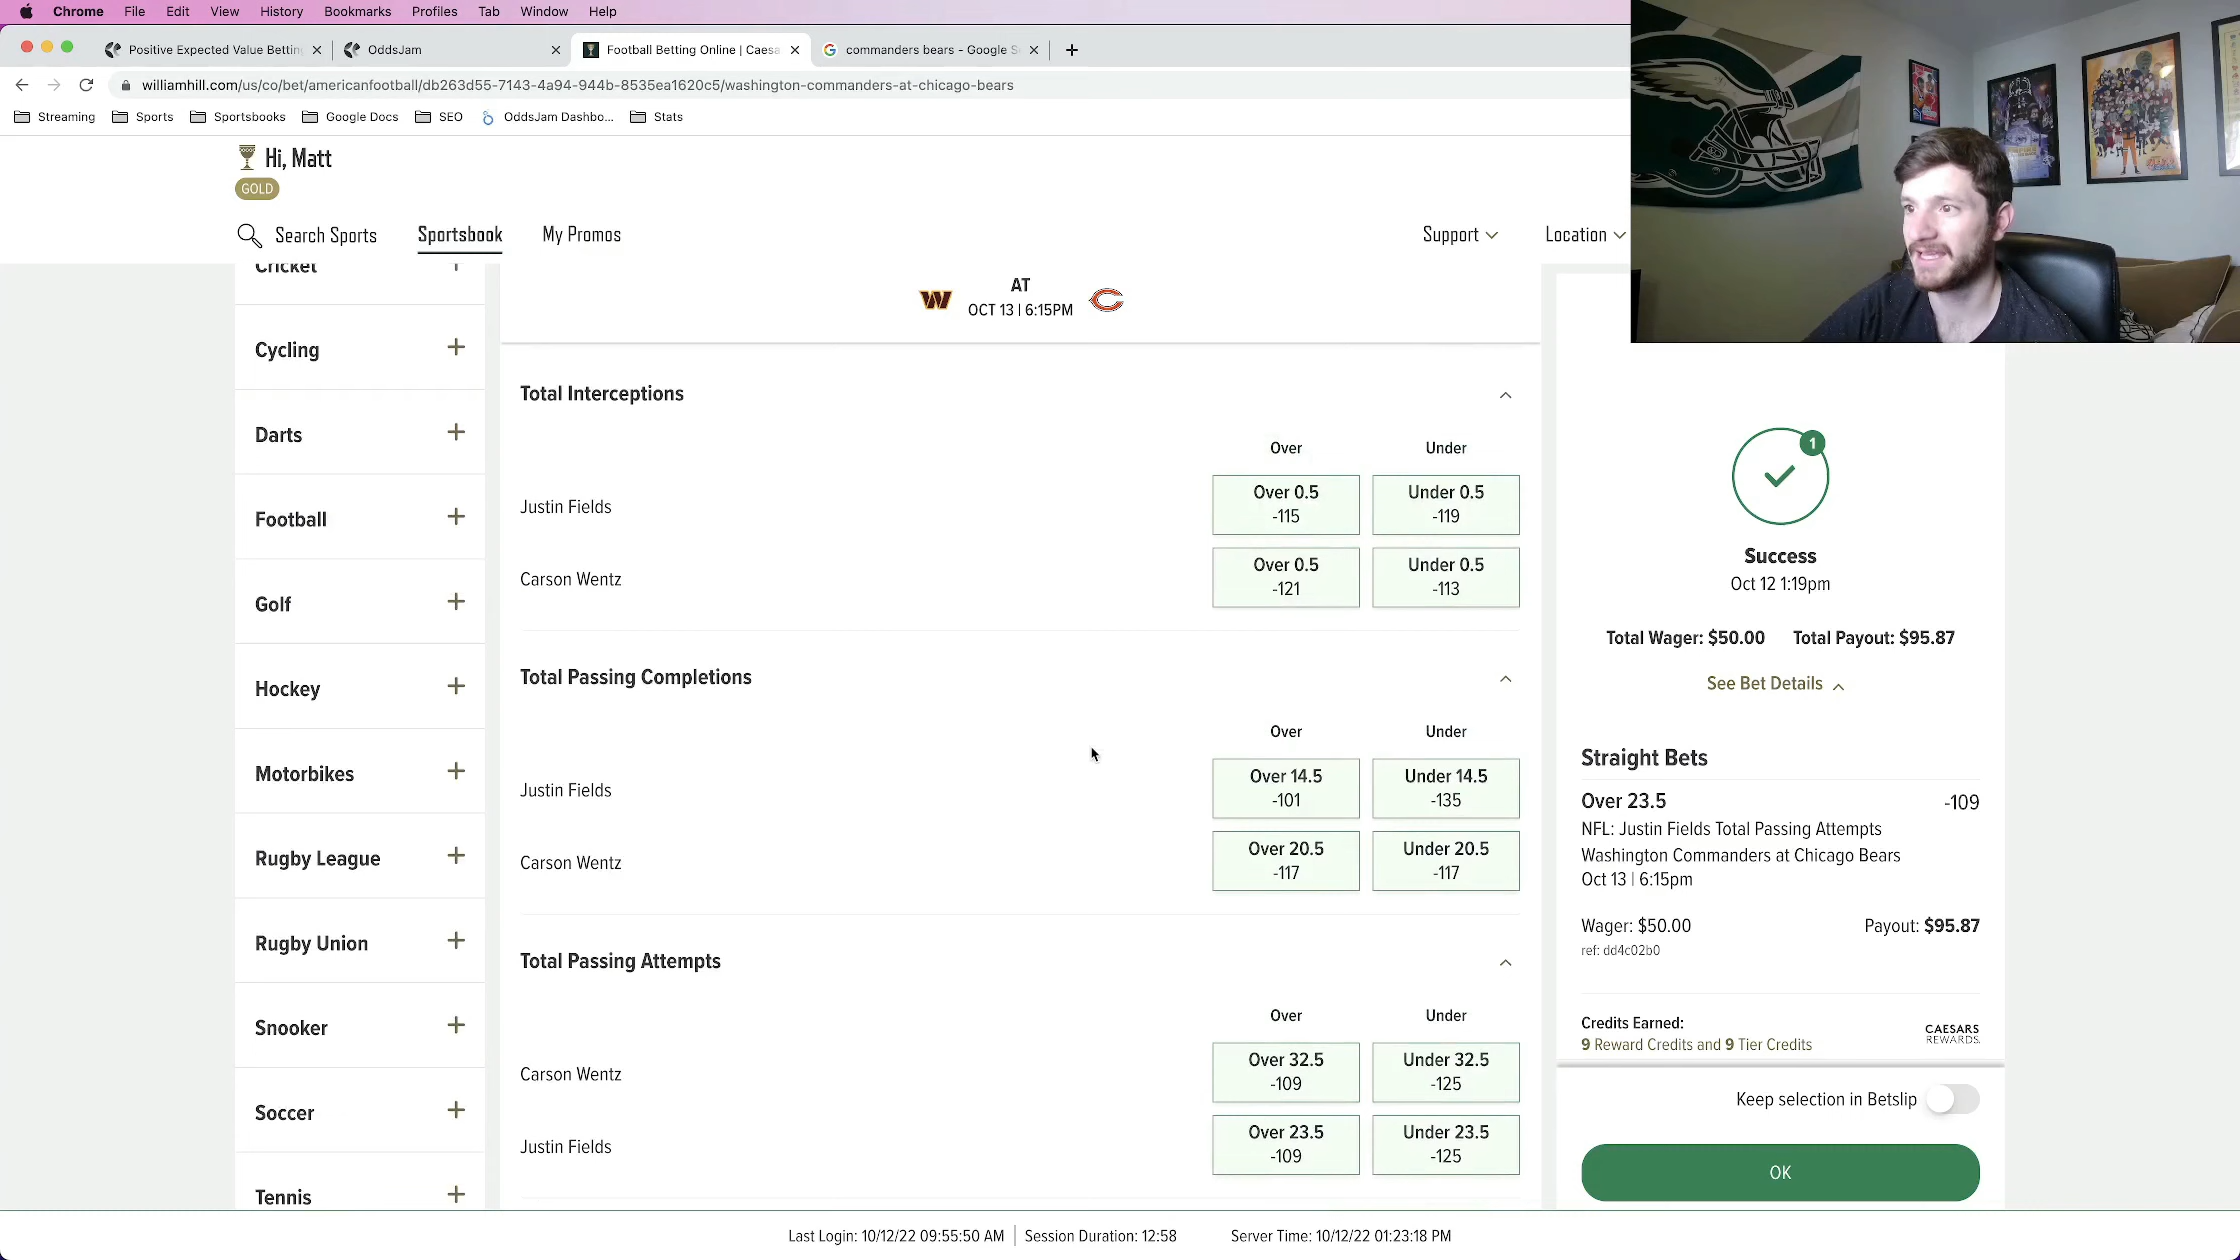 Chrome File Edit View History Bookmarks Profiles Tab Window Help
Positive Expected Value Bettin
OddsJam
Football Betting Online | Caesa
commanders bears - Google S
williamhill.com/us/co/bet/americanfootball/db263d55-7143-4a94-944b-8535ea1620c5/washington-commanders-at-chicago-bears
Streaming Sports Sportsbooks Google Docs SEO OddsJam Dashbo... Stats
Hi, Matt
GOLD
Search Sports Sportsbook My Promos Support Location
Cricket +
Cycling +
Darts +
Football +
Golf +
Hockey +
Motorbikes +
Rugby League +
Rugby Union +
Snooker +
Soccer +
Tennis +
AT
OCT 13 | 6:15PM
Total Interceptions
Over Under
Justin Fields
Over 0.5 Under 0.5
-115 -119
Carson Wentz
Over 0.5 Under 0.5
-121 -113
Total Passing Completions
Over Under
Justin Fields
Over 14.5 Under 14.5
-101 -135
Carson Wentz
Over 20.5 Under 20.5
-117 -117
Total Passing Attempts
Over Under
Carson Wentz
Over 32.5 Under 32.5
-109 -125
Justin Fields
Over 23.5 Under 23.5
-109 -125
1
Success
Oct 12 1:19pm
Total Wager: $50.00 Total Payout: $95.87
See Bet Details
Straight Bets
Over 23.5 -109
NFL: Justin Fields Total Passing Attempts
Washington Commanders at Chicago Bears
Oct 13 | 6:15pm
Wager: $50.00 Payout: $95.87
ref: dd4c02b0
Credits Earned:
9 Reward Credits and 9 Tier Credits
CAESARS
REWARDS.
Keep selection in Betslip
OK
Last Login: 10/12/22 09:55:50 AM Session Duration: 12:58 Server Time: 10/12/22 01:23:18 PM